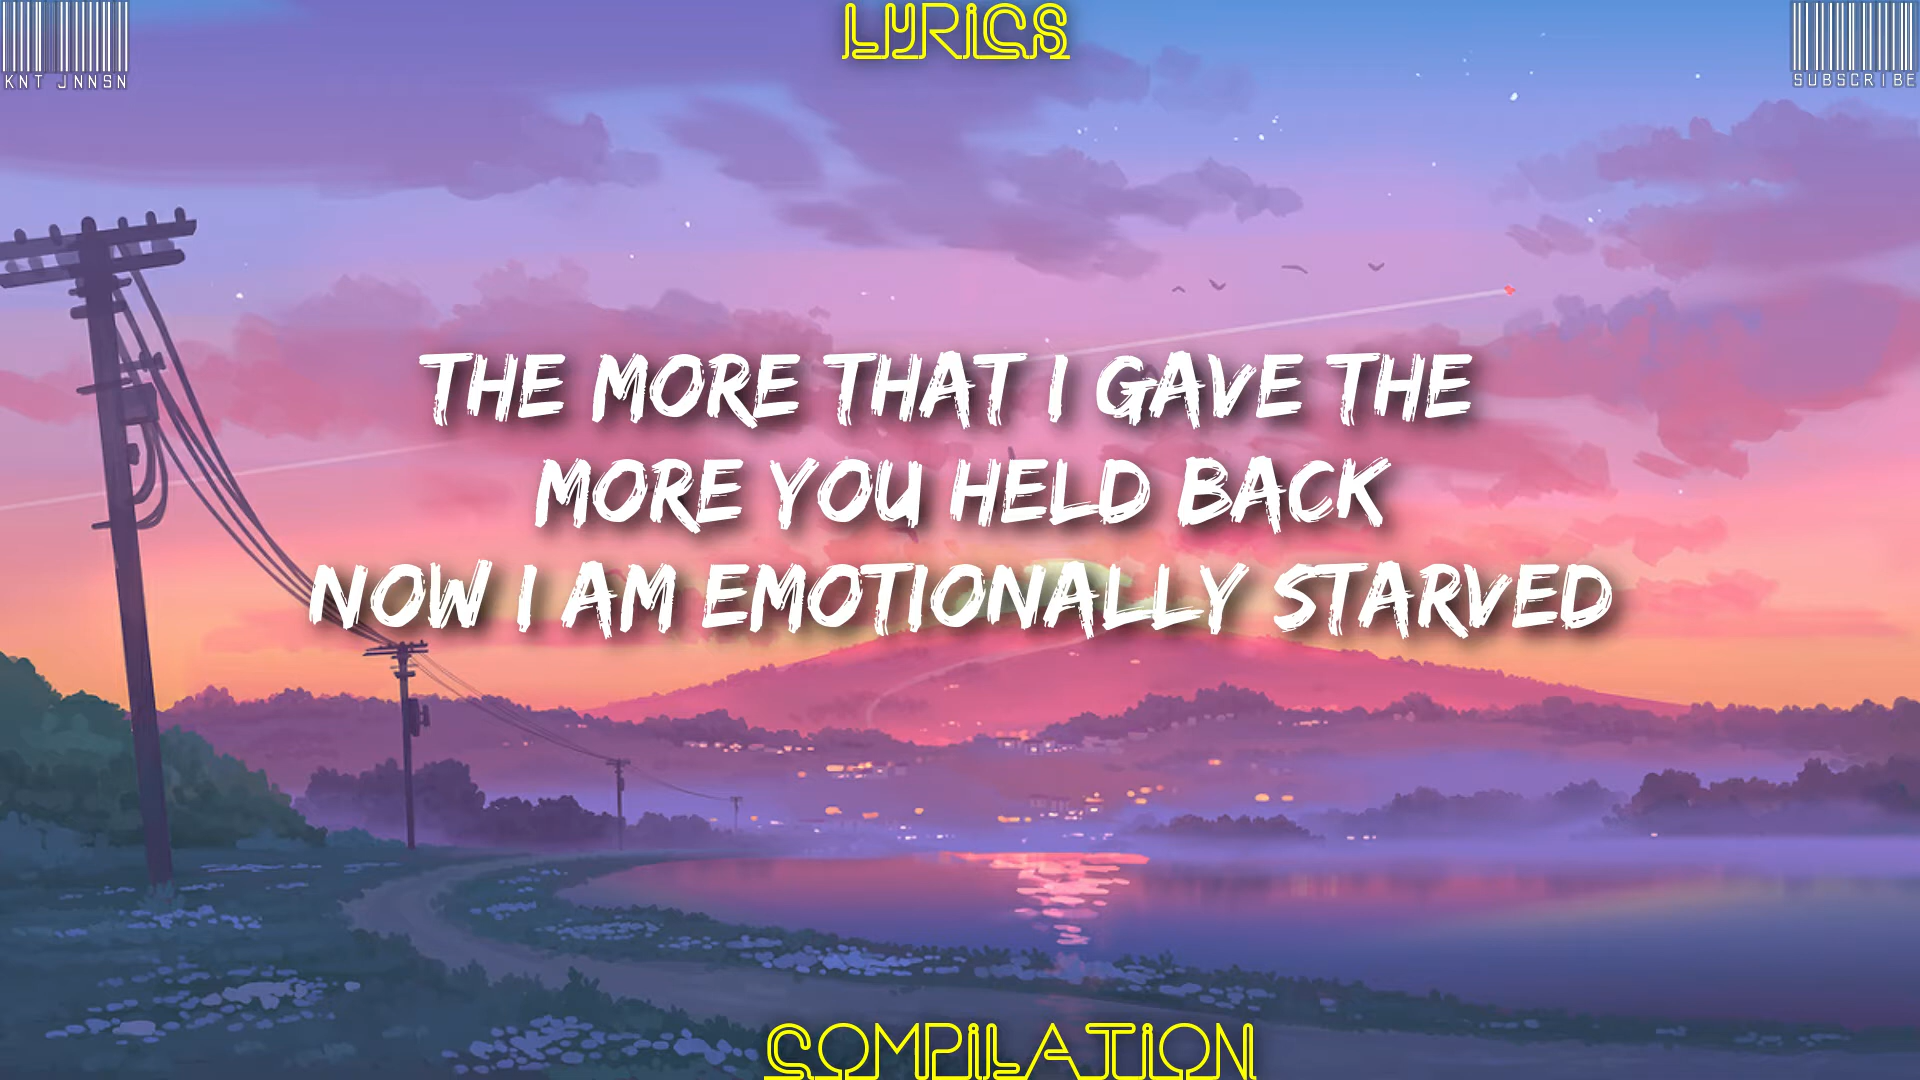 LYRICS
KNT JNNSN
SUBSCRIBE
THE MORE THAT I GAVE THE
MORE YOU HELD BACK
NOW I AM EMOTIONALLY STARVED
COMPILATION